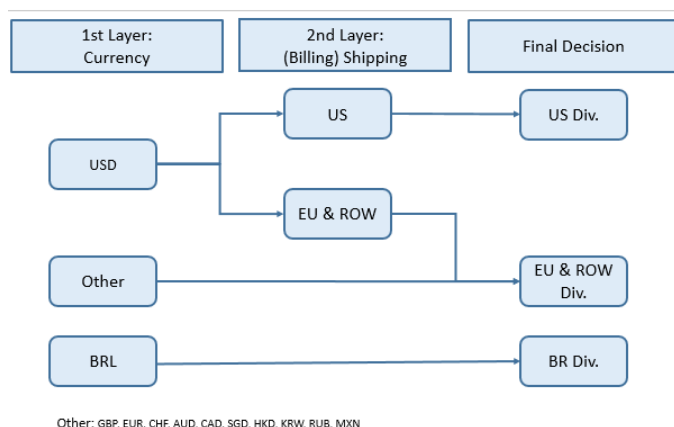 1st Layer:
Currency
2nd Layer:
(Billing) Shipping
Final Decision
US
US Div.
USD
EU & ROW
Other
EU & ROW
Div.
BRL
BR Div.
Other: GBP, EUR, CHF, AUD, CAD, SGD, HKD, KRW, RUB, MXN